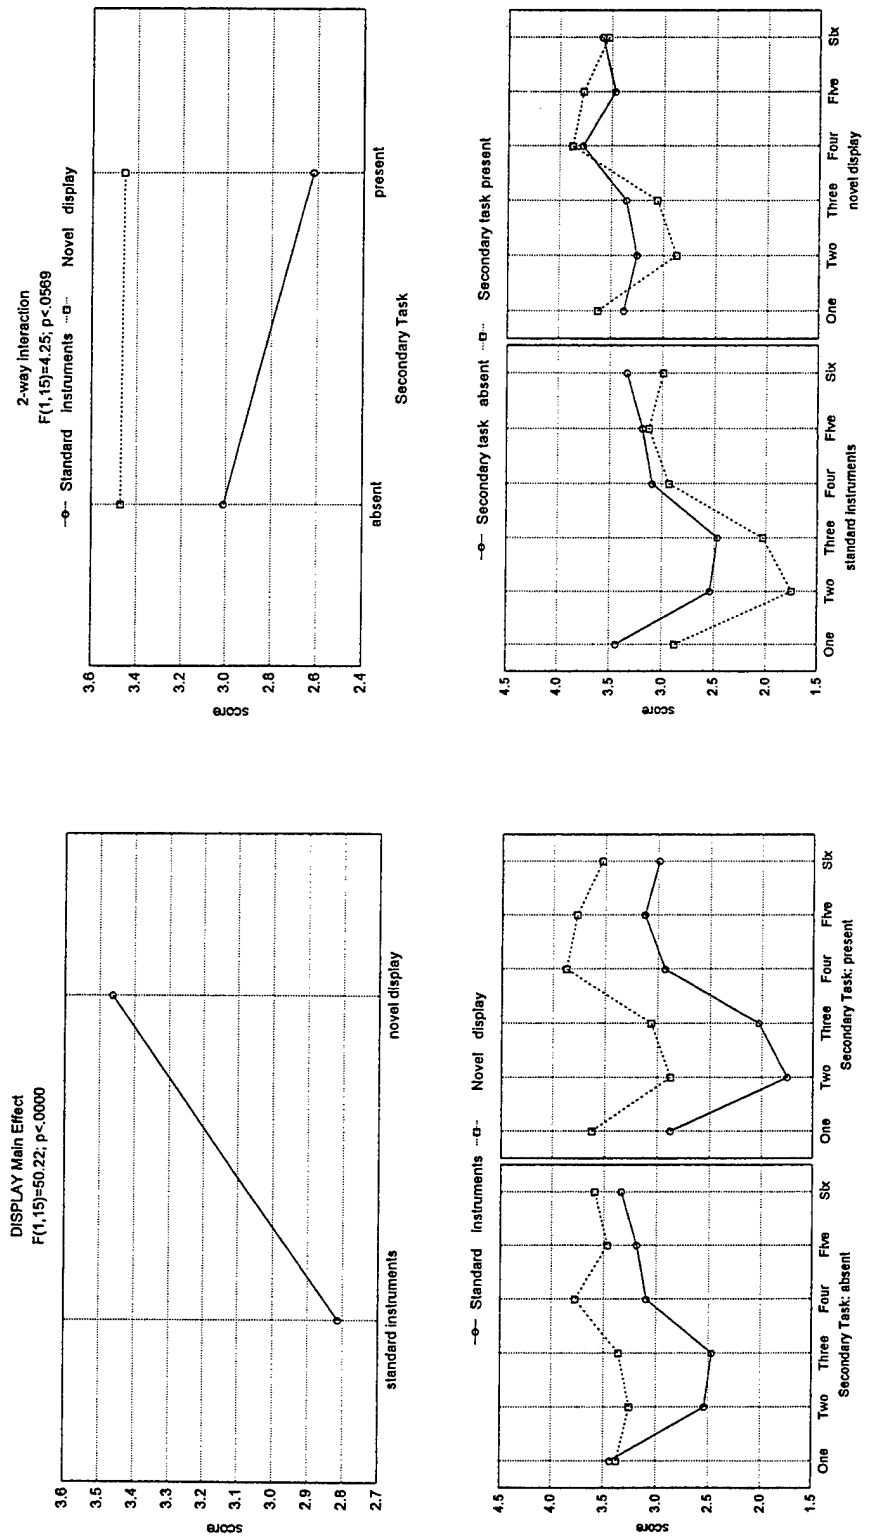 DISPLAY Main Effect
F(1,15)=50.22; p<.0000
3.6
3.5
3.4
3.3
3.2
3.1
3.0
2.9
2.8
2.7
score
standard instruments novel display
2-way interaction
F(1,15)=4.25; p<.0569
Standard instruments Novel display
3.6
3.4
3.2
3.0
2.8
2.6
2.4
score
absent present
Secondary Task
Standard instruments Novel display
4.5
4.0
3.5
3.0
2.5
2.0
1.5
score
One Two Three Four Five Six
Secondary Task: absent
One Two Three Four Five Six
Secondary Task: present
Secondary task absent Secondary task present
4.5
4.0
3.5
3.0
2.5
2.0
1.5
score
One Two Three Four Five Six
standard instruments
One Two Three Four Five Six
novel display